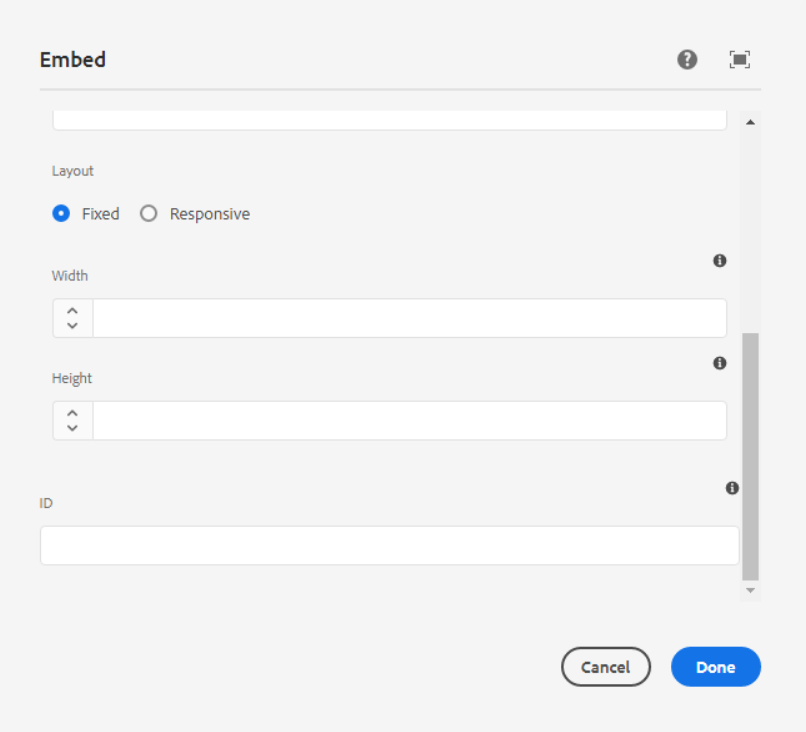 Embed
Layout
Fixed Responsive
Width
Height
ID
Cancel Done